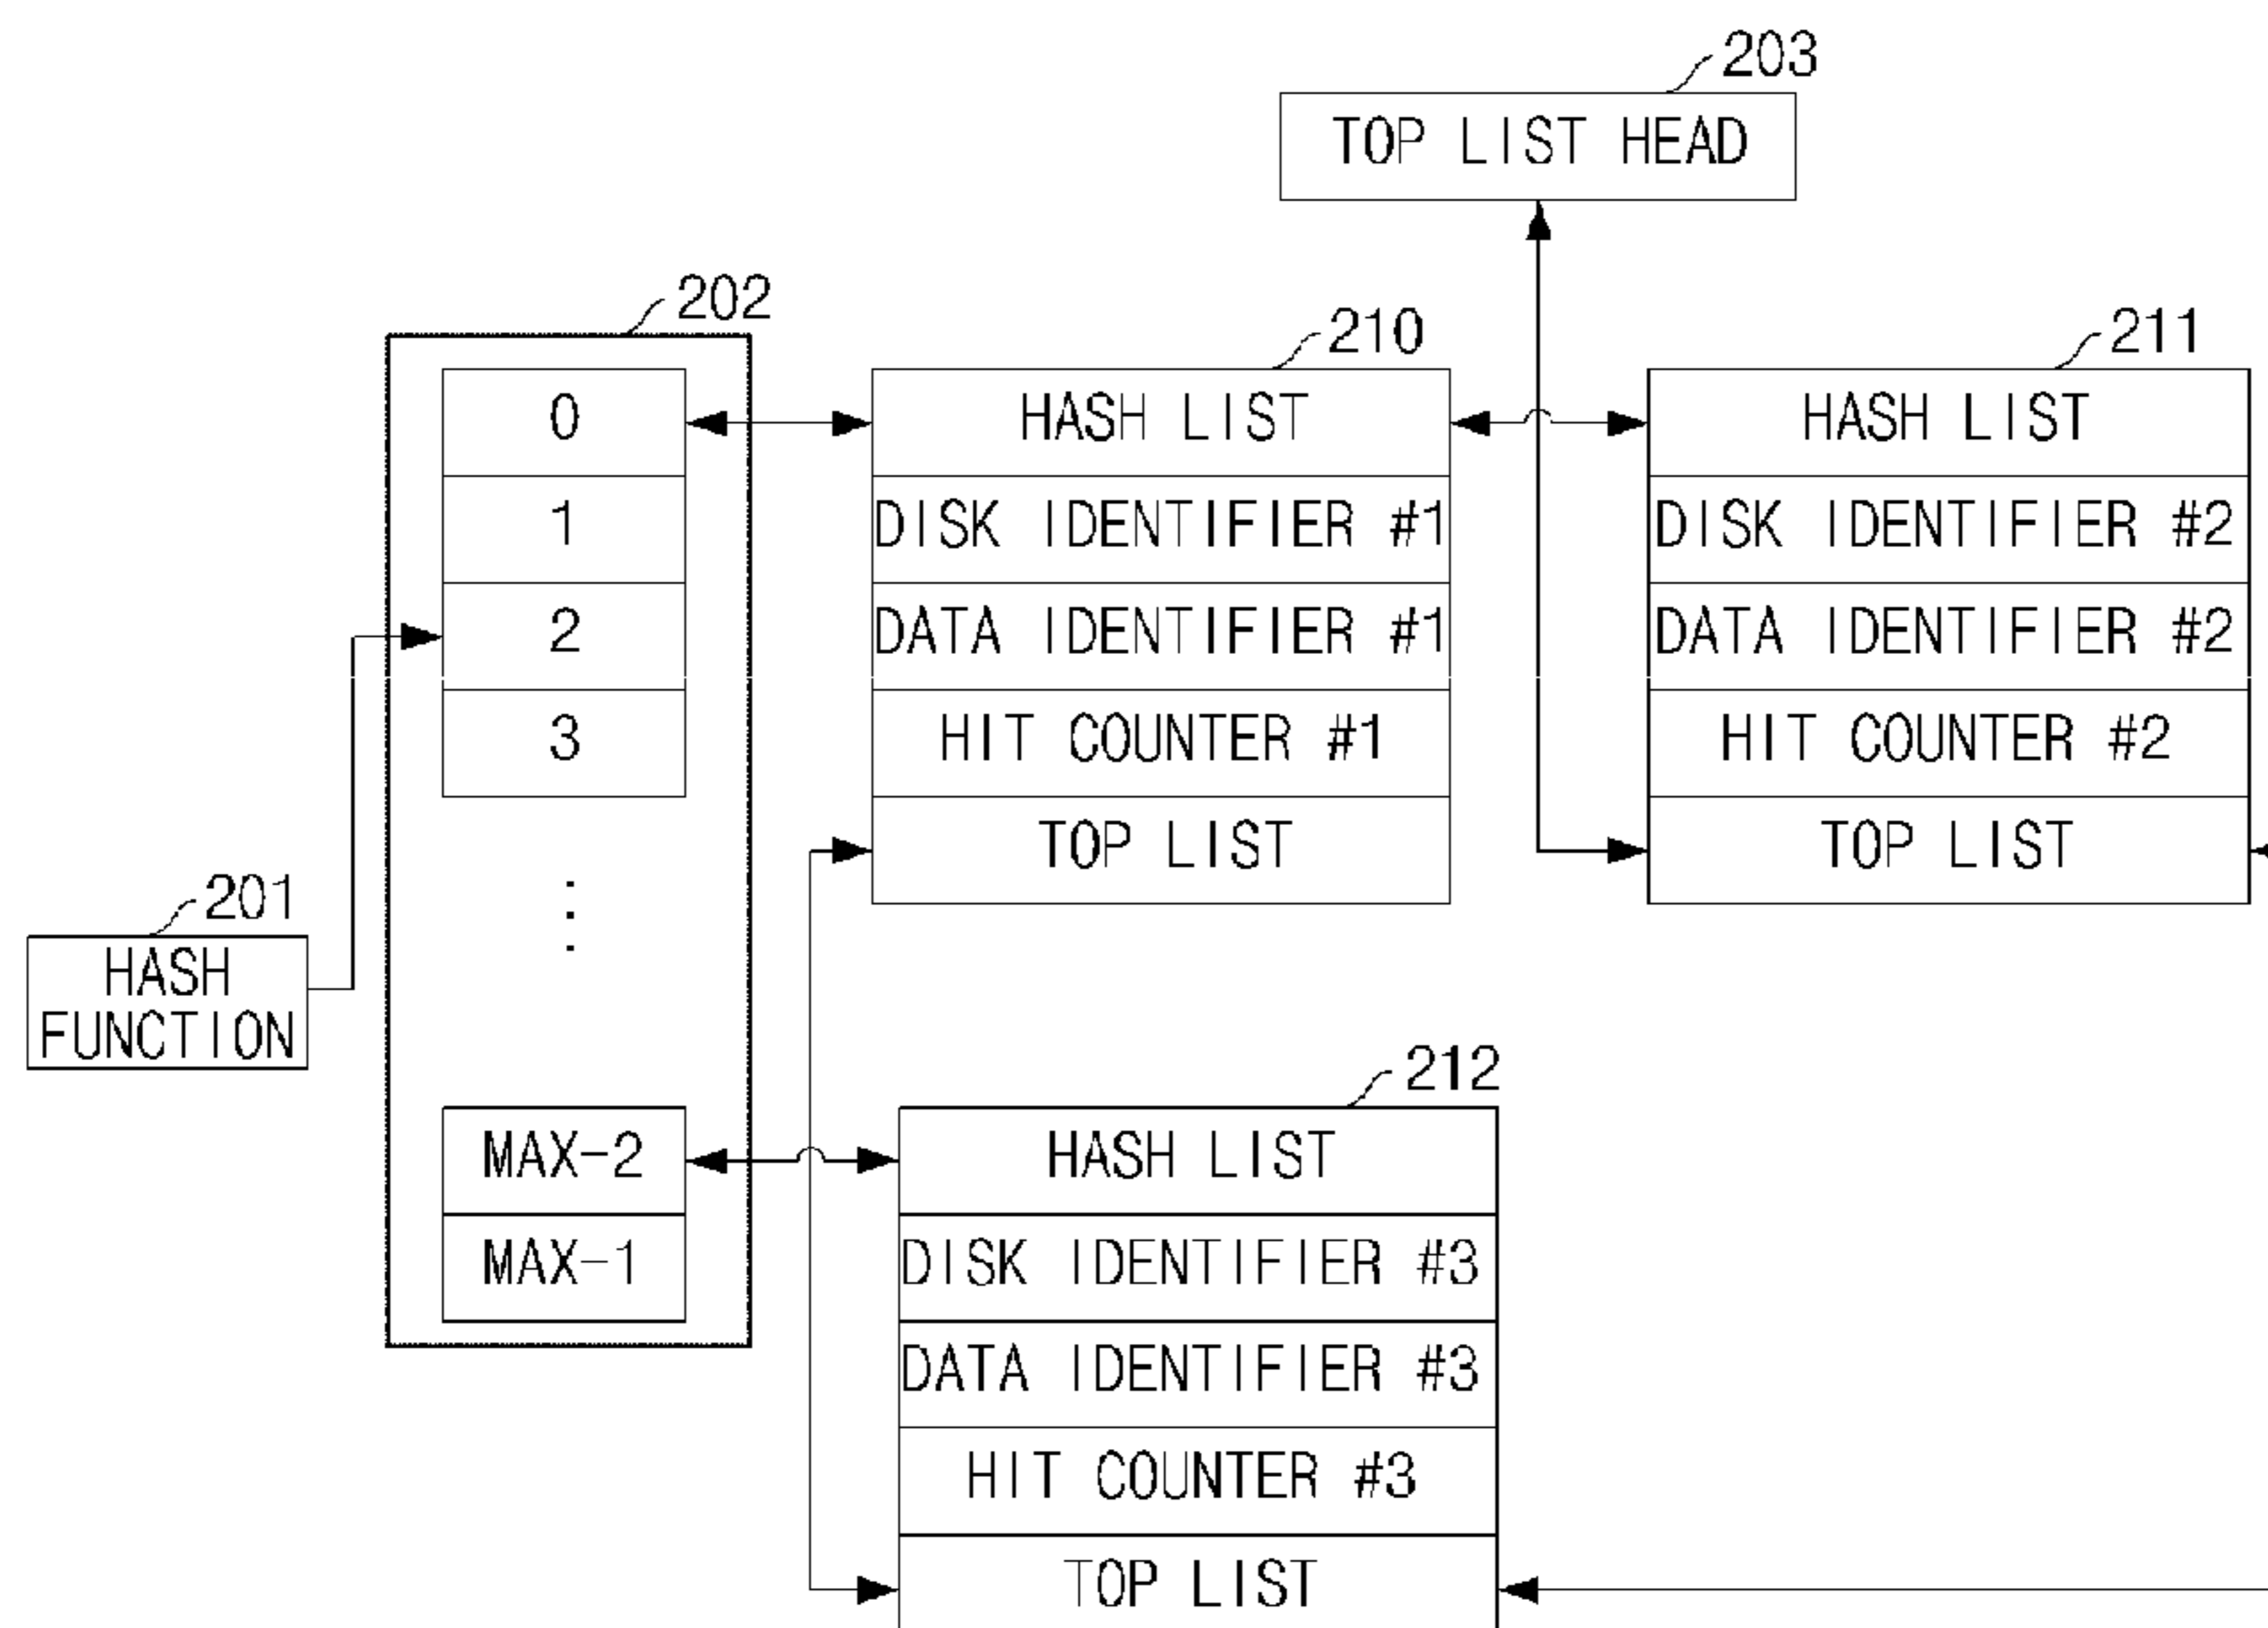 203
TOP LIST HEAD
202
0
1
2
3
MAX-2
MAX-1
201
HASH
FUNCTION
210
HASH LIST
DISK IDENTIFIER #1
DATA IDENTIFIER #1
HIT COUNTER #1
TOP LIST
211
HASH LIST
DISK IDENTIFIER #2
DATA IDENTIFIER #2
HIT COUNTER #2
TOP LIST
212
HASH LIST
DISK IDENTIFIER #3
DATA IDENTIFIER #3
HIT COUNTER #3
TOP LIST